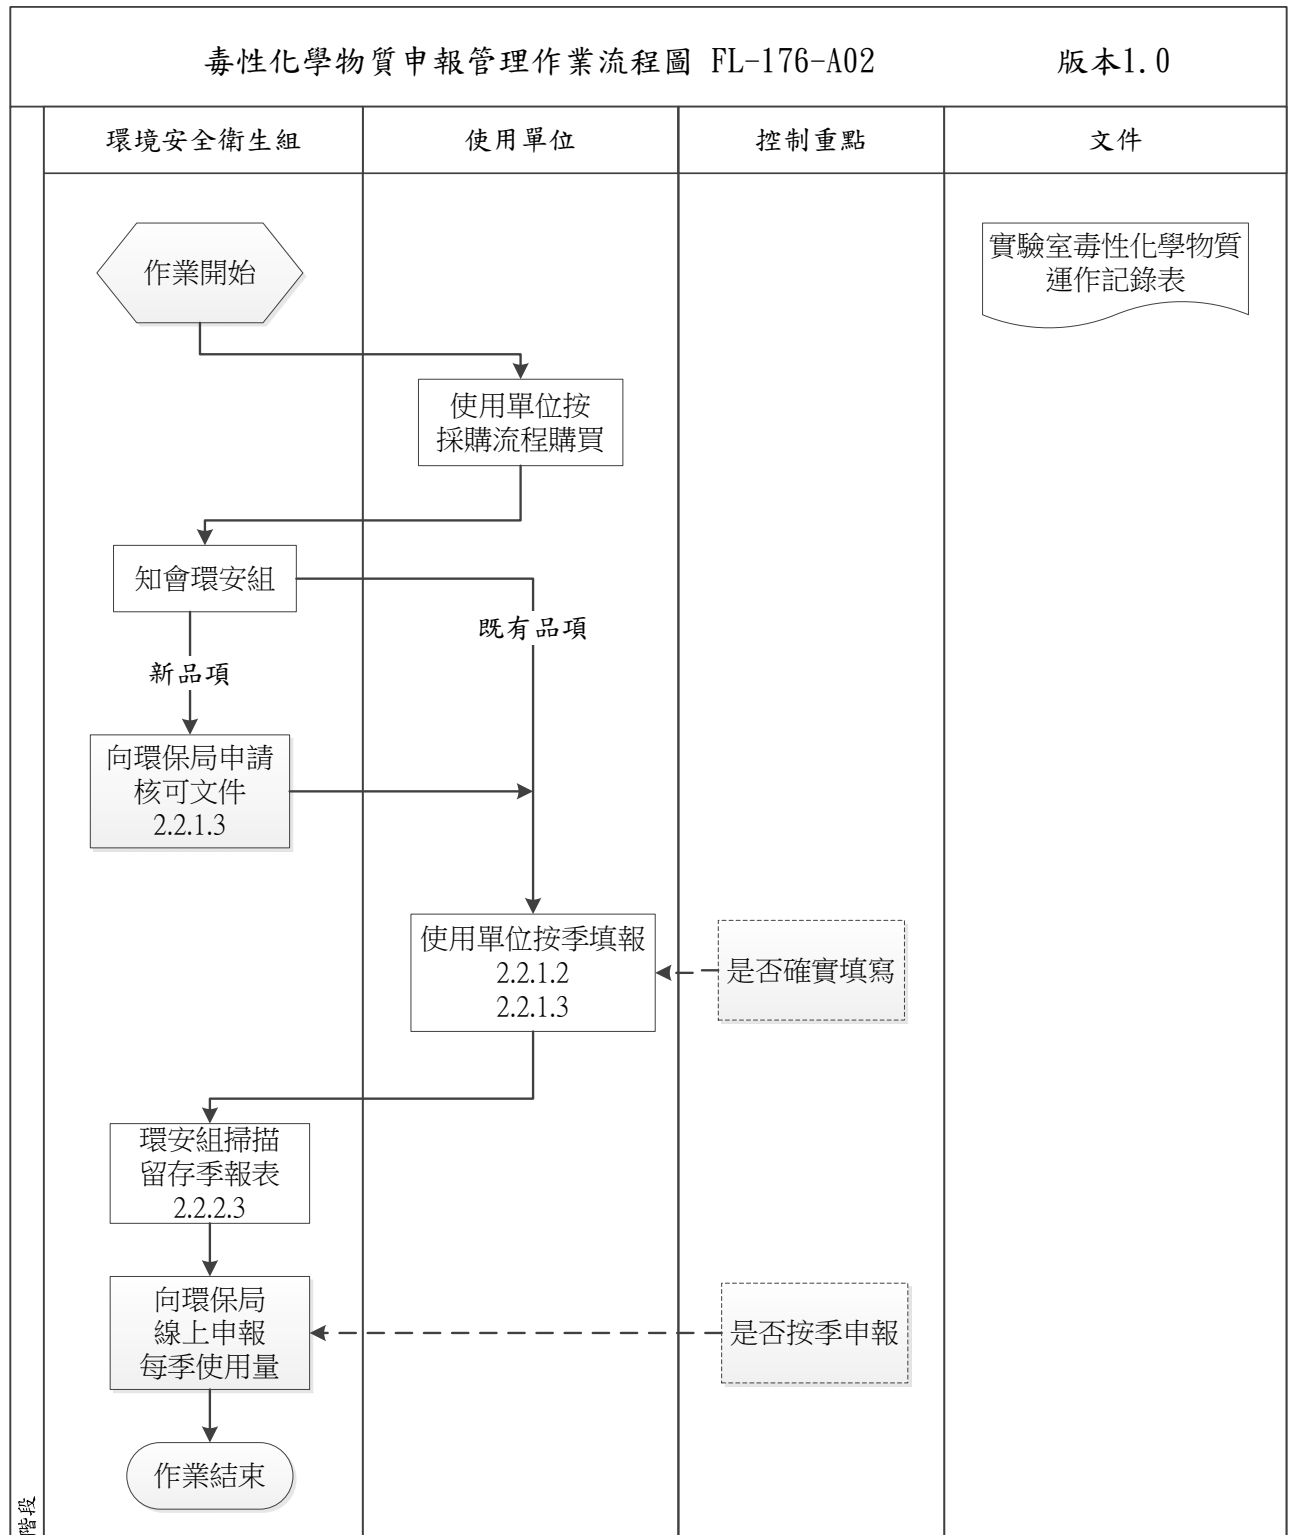 毒性化學物質申報管理作業流程圖 FL-176-A02 版本1.0
環境安全衛生組
使用單位
控制重點
文件
作業開始
實驗室毒性化學物質
運作記錄表
使用單位按
採購流程購買
知會環安組
既有品項
新品項
向環保局申請
核可文件
2.2.1.3
使用單位按季填報
2.2.1.2
2.2.1.3
是否確實填寫
環安組掃描
留存季報表
2.2.2.3
向環保局
線上申報
每季使用量
是否按季申報
作業結束
階段